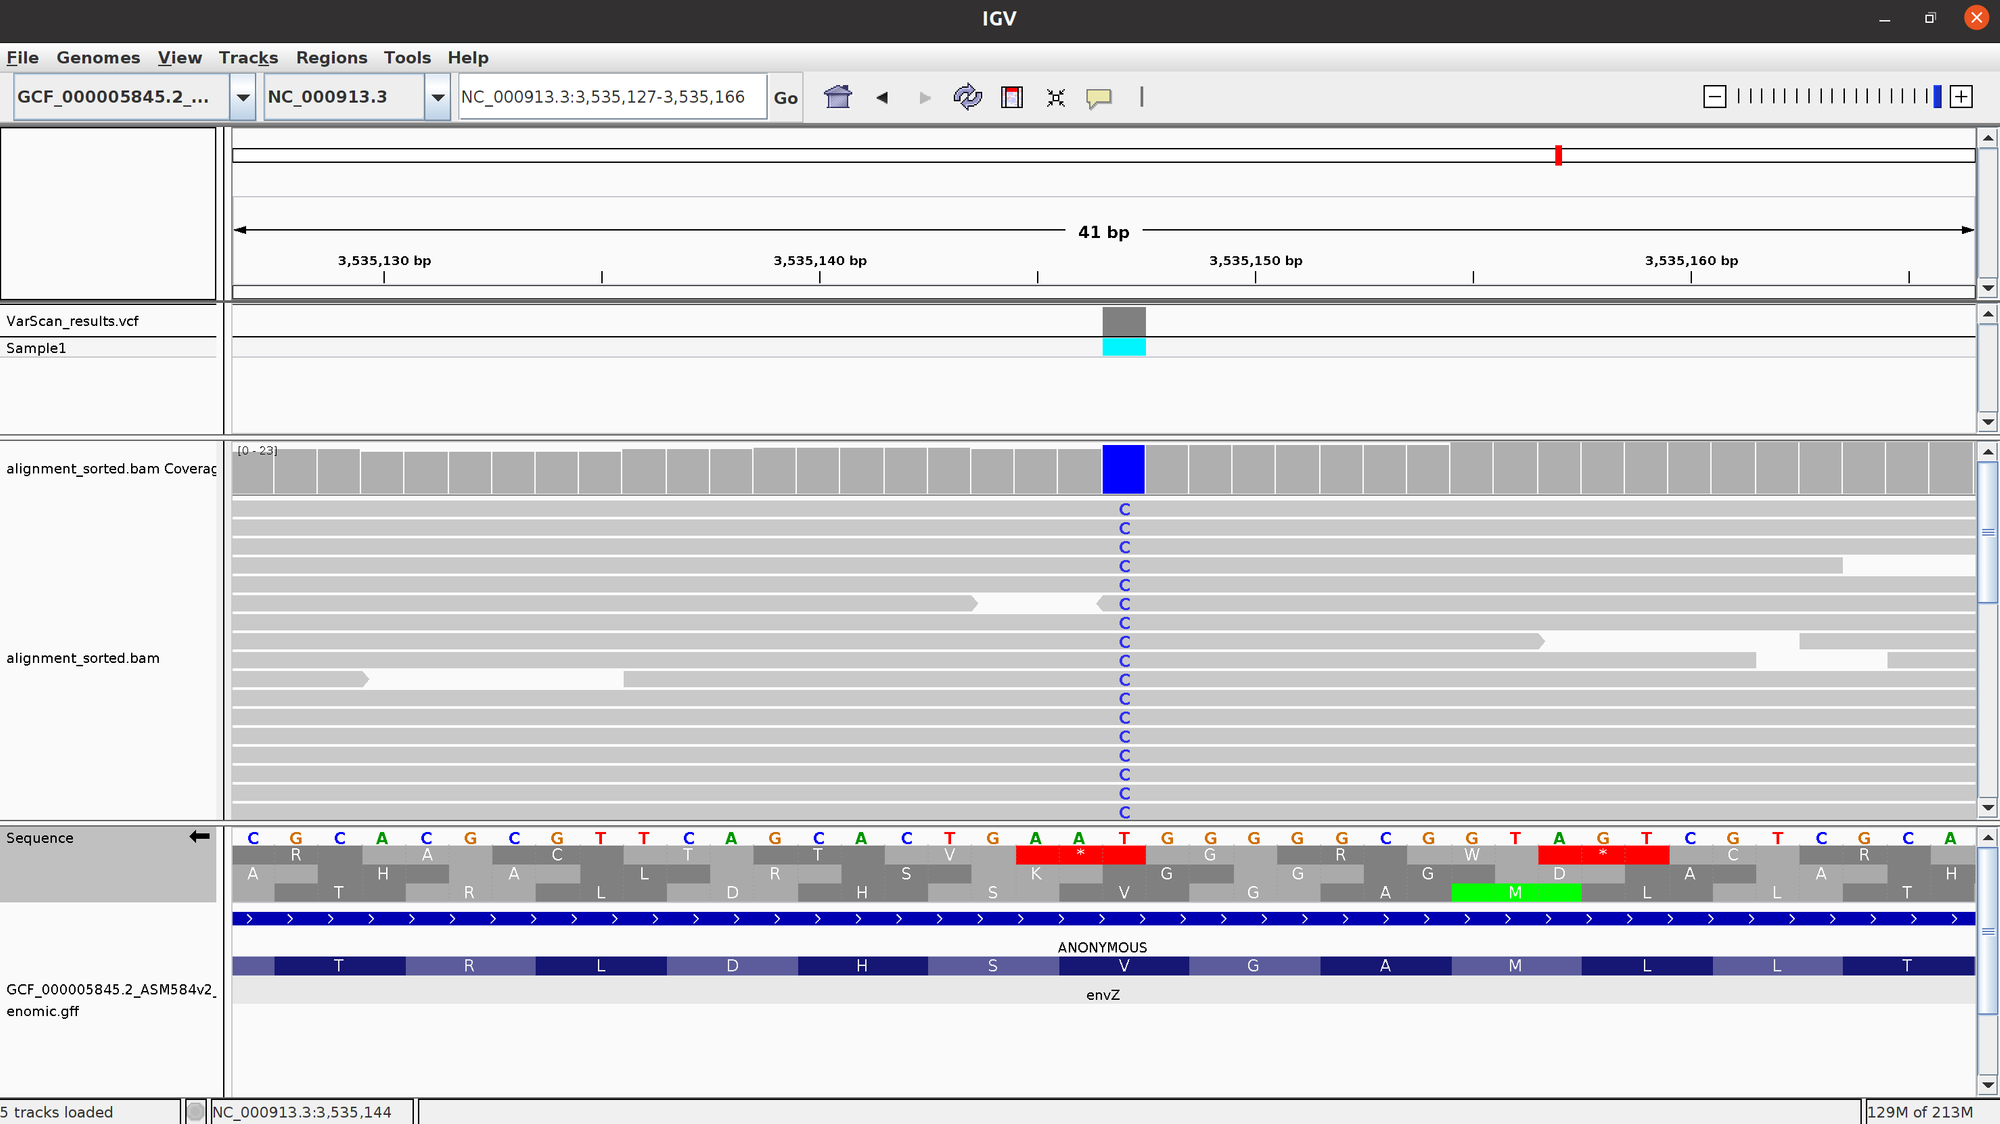 IGV
File Genomes View Tracks Regions Tools Help
GCF_000005845.2_... NC_000913.3 NC_000913.3:3,535,127-3,535,166 Go
41 bp
3,535,130 bp 3,535,140 bp 3,535,150 bp 3,535,160 bp
VarScan_results.vcf
Sample1
[0 - 23]
alignment_sorted.bam Coverag
C
C
C
C
C
C
C
C
alignment_sorted.bam C
C
C
C
C
C
C
C
C
Sequence C G C A C G C G T T C A G C A C T G A A T G G G G C G G T A G T C G T C G C A
R A C T T V * G R W * C R
A H A L R S K G G G D A A H
T R L D H S V G A M L L T
ANONYMOUS
T R L D H S V G A M L L T
GCF_000005845.2_ASM584v2_
enomic.gff
envZ
5 tracks loaded NC_000913.3:3,535,144 129M of 213M